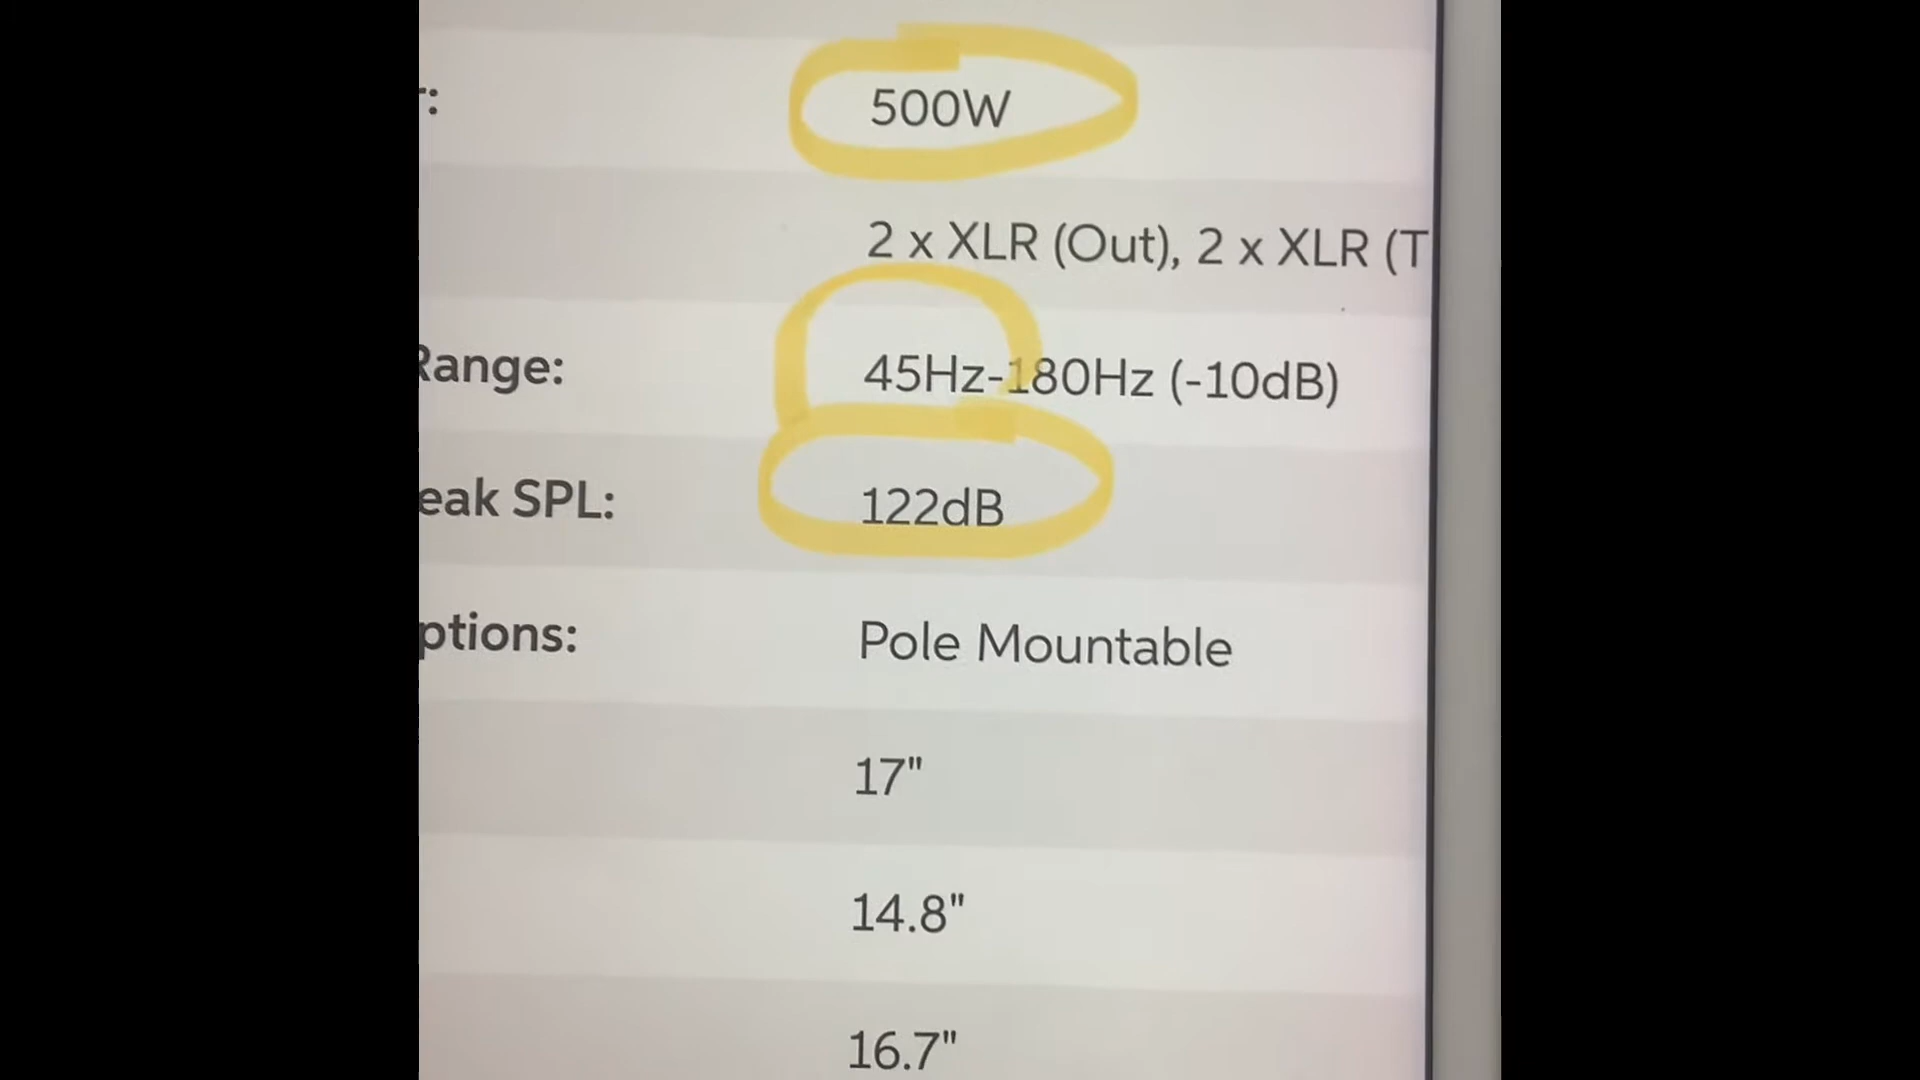 r: 500W
2 x XLR (Out), 2 x XLR (T
Range: 45Hz-180Hz (-10dB)
eak SPL: 122dB
ptions: Pole Mountable
17"
14.8"
16.7"